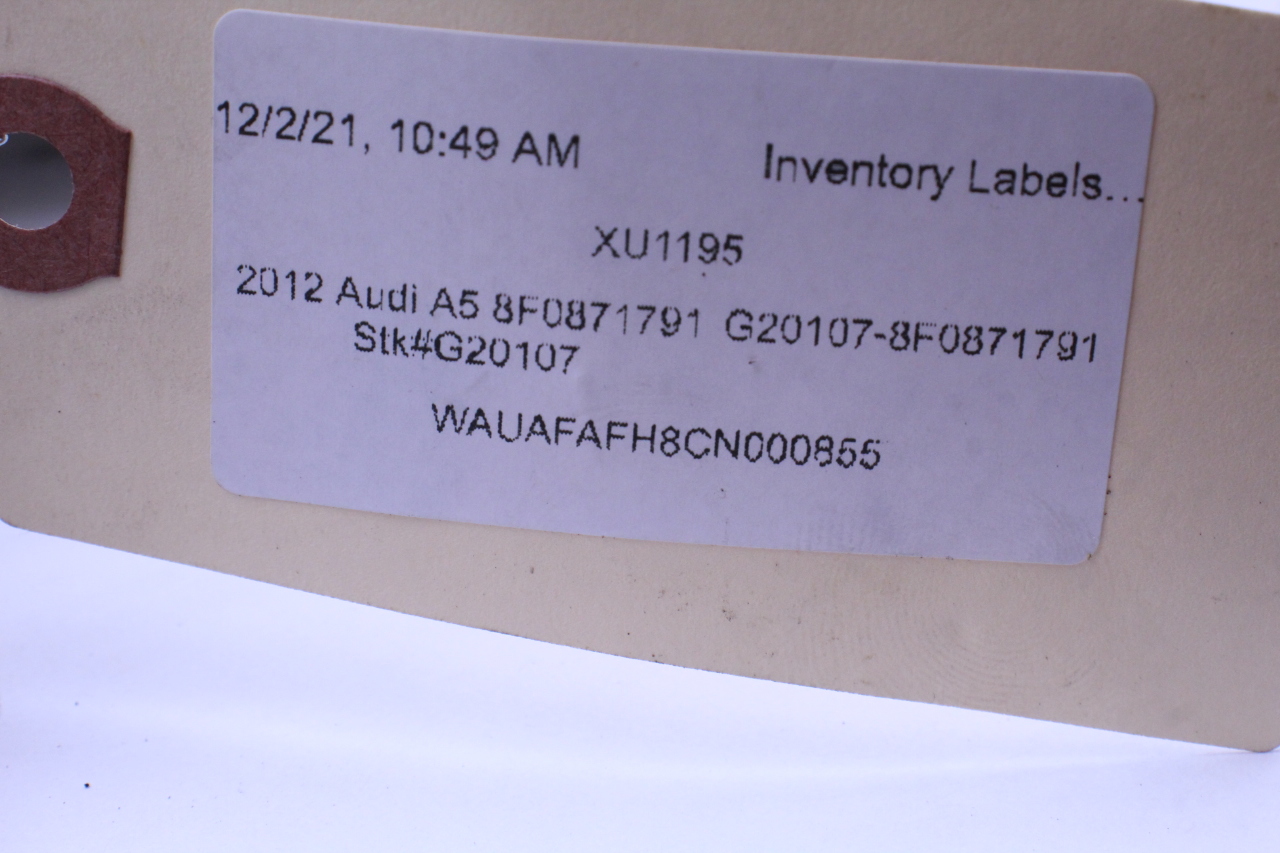 12/2/21, 10:49 AM Inventory Labels...
XU1195
2012 Audi A5 8F0871791 G20107-8F0871791
Stk#G20107
WAUAFAFH8CN000855